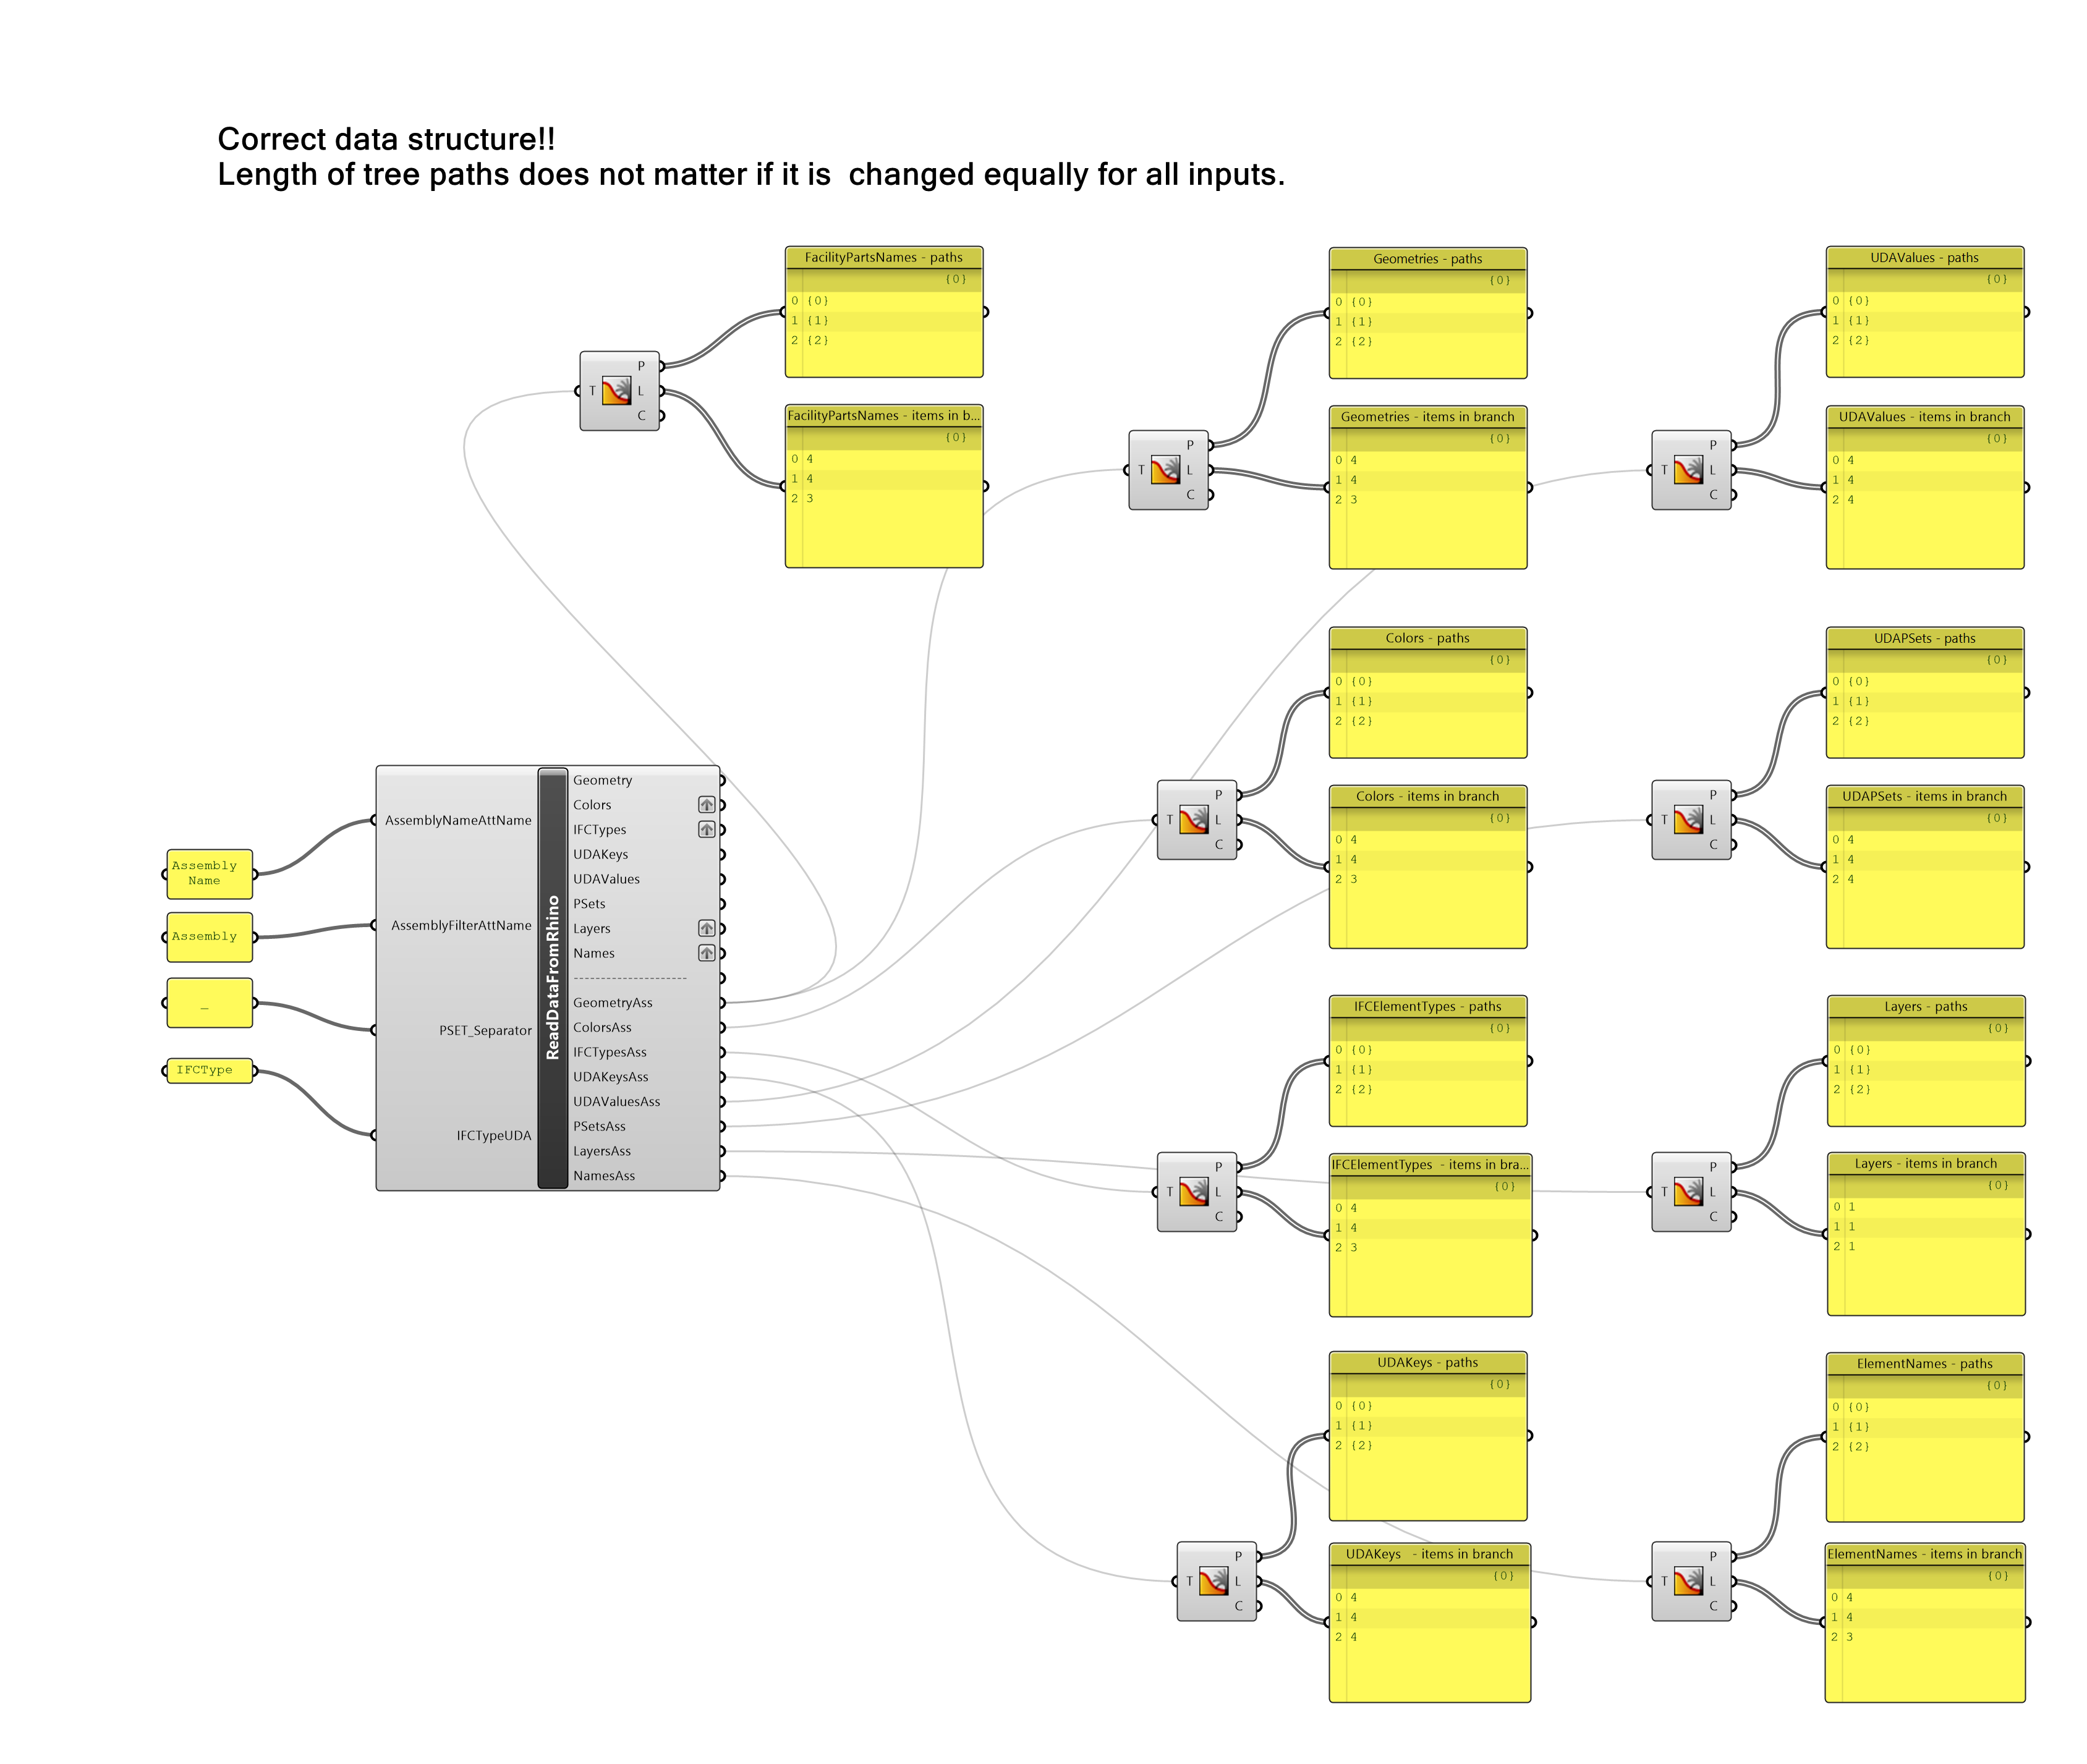 Correct data structure!!
Length of tree paths does not matter if it is  changed equally for all inputs.
FacilityPartsNames - paths
{0}
0 {0}
1 {1}
2 {2}
T
P
L
C
FacilityPartsNames - items in b...
{0}
0 4
1 4
2 3
Geometries - paths
{0}
0 {0}
1 {1}
2 {2}
T
P
L
C
Geometries - items in branch
{0}
0 4
1 4
2 3
UDAValues - paths
{0}
0 {0}
1 {1}
2 {2}
T
P
L
C
UDAValues - items in branch
{0}
0 4
1 4
2 4
Colors - paths
{0}
0 {0}
1 {1}
2 {2}
T
P
L
C
Colors - items in branch
{0}
0 4
1 4
2 3
UDAPSets - paths
{0}
0 {0}
1 {1}
2 {2}
T
P
L
C
UDAPSets - items in branch
{0}
0 4
1 4
2 4
Assembly
Name
Assembly
_
IFCType
AssemblyNameAttName
AssemblyFilterAttName
PSET_Separator
IFCTypeUDA
ReadDataFromRhino
Geometry
Colors
IFCTypes
UDAKeys
UDAValues
PSets
Layers
Names
--------------------
GeometryAss
ColorsAss
IFCTypesAss
UDAKeysAss
UDAValuesAss
PSetsAss
LayersAss
NamesAss
IFCElementTypes - paths
{0}
0 {0}
1 {1}
2 {2}
T
P
L
C
IFCElementTypes  - items in bra...
{0}
0 4
1 4
2 3
Layers - paths
{0}
0 {0}
1 {1}
2 {2}
T
P
L
C
Layers - items in branch
{0}
0 1
1 1
2 1
UDAKeys - paths
{0}
0 {0}
1 {1}
2 {2}
T
P
L
C
UDAKeys   - items in branch
{0}
0 4
1 4
2 4
ElementNames - paths
{0}
0 {0}
1 {1}
2 {2}
T
P
L
C
ElementNames - items in branch
{0}
0 4
1 4
2 3